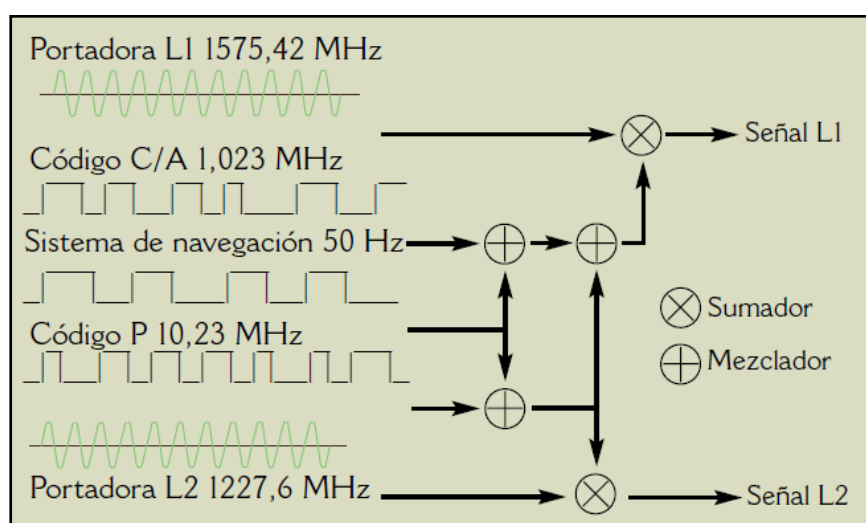 Portadora L1 1575,42 MHz
Señal L1
Código C/A 1,023 MHz
Sistema de navegación 50 Hz
Sumador
Código P 10,23 MHz
Mezclador
Portadora L2 1227,6 MHz
Señal L2